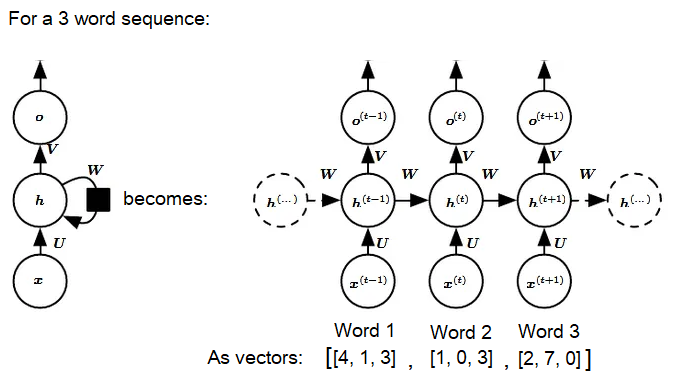 For a 3 word sequence:
o o(t−1) o(t) o(t+1)
V V V V
W W W W W
h becomes: h(...) h(t−1) h(t) h(t+1) h(...)
U U U U
x x(t−1) x(t) x(t+1)
Word 1 Word 2 Word 3
As vectors: [[4, 1, 3] , [1, 0, 3] , [2, 7, 0]]